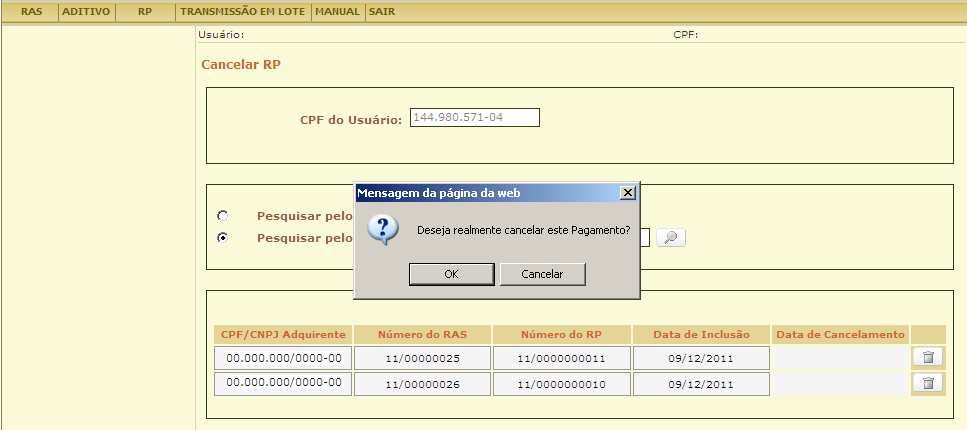 RAS ADITIVO RP TRANSMISSÃO EM LOTE MANUAL SAIR
Usuário: CPF:
Cancelar RP
CPF do Usuário: 144.980.571-04
Mensagem da página da web
Pesquisar pelo
Deseja realmente cancelar este Pagamento?
Pesquisar pelo
OK Cancelar
CPF/CNPJ Adquirente Número do RAS Número do RP Data de Inclusão Data de Cancelamento
00.000.000/0000-00 11/00000025 11/0000000011 09/12/2011
00.000.000/0000-00 11/00000026 11/0000000010 09/12/2011